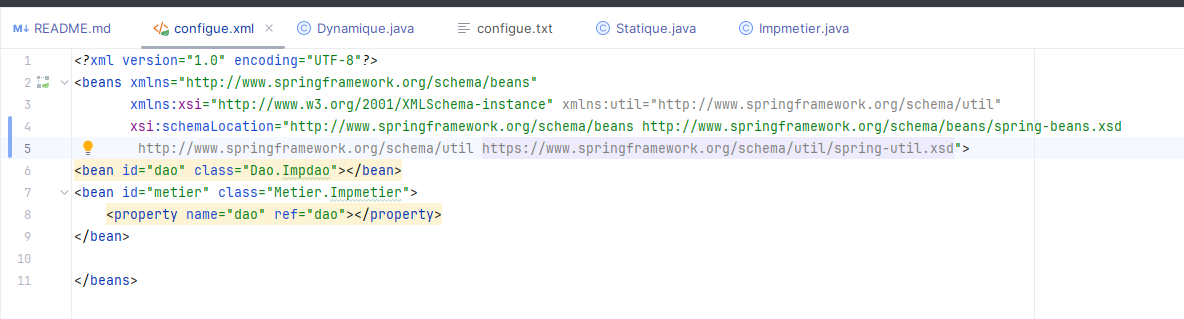 M↓ README.md configue.xml × Dynamique.java configue.txt Statique.java Impmetier.java
1 <?xml version="1.0" encoding="UTF-8"?>
2 <beans xmlns="http://www.springframework.org/schema/beans"
3 xmlns:xsi="http://www.w3.org/2001/XMLSchema-instance" xmlns:util="http://www.springframework.org/schema/util"
4 xsi:schemaLocation="http://www.springframework.org/schema/beans http://www.springframework.org/schema/beans/spring-beans.xsd
5 http://www.springframework.org/schema/util https://www.springframework.org/schema/util/spring-util.xsd">
6 <bean id="dao" class="Dao.Impdao"></bean>
7 <bean id="metier" class="Metier.Impmetier">
8 <property name="dao" ref="dao"></property>
9 </bean>
10
11 </beans>